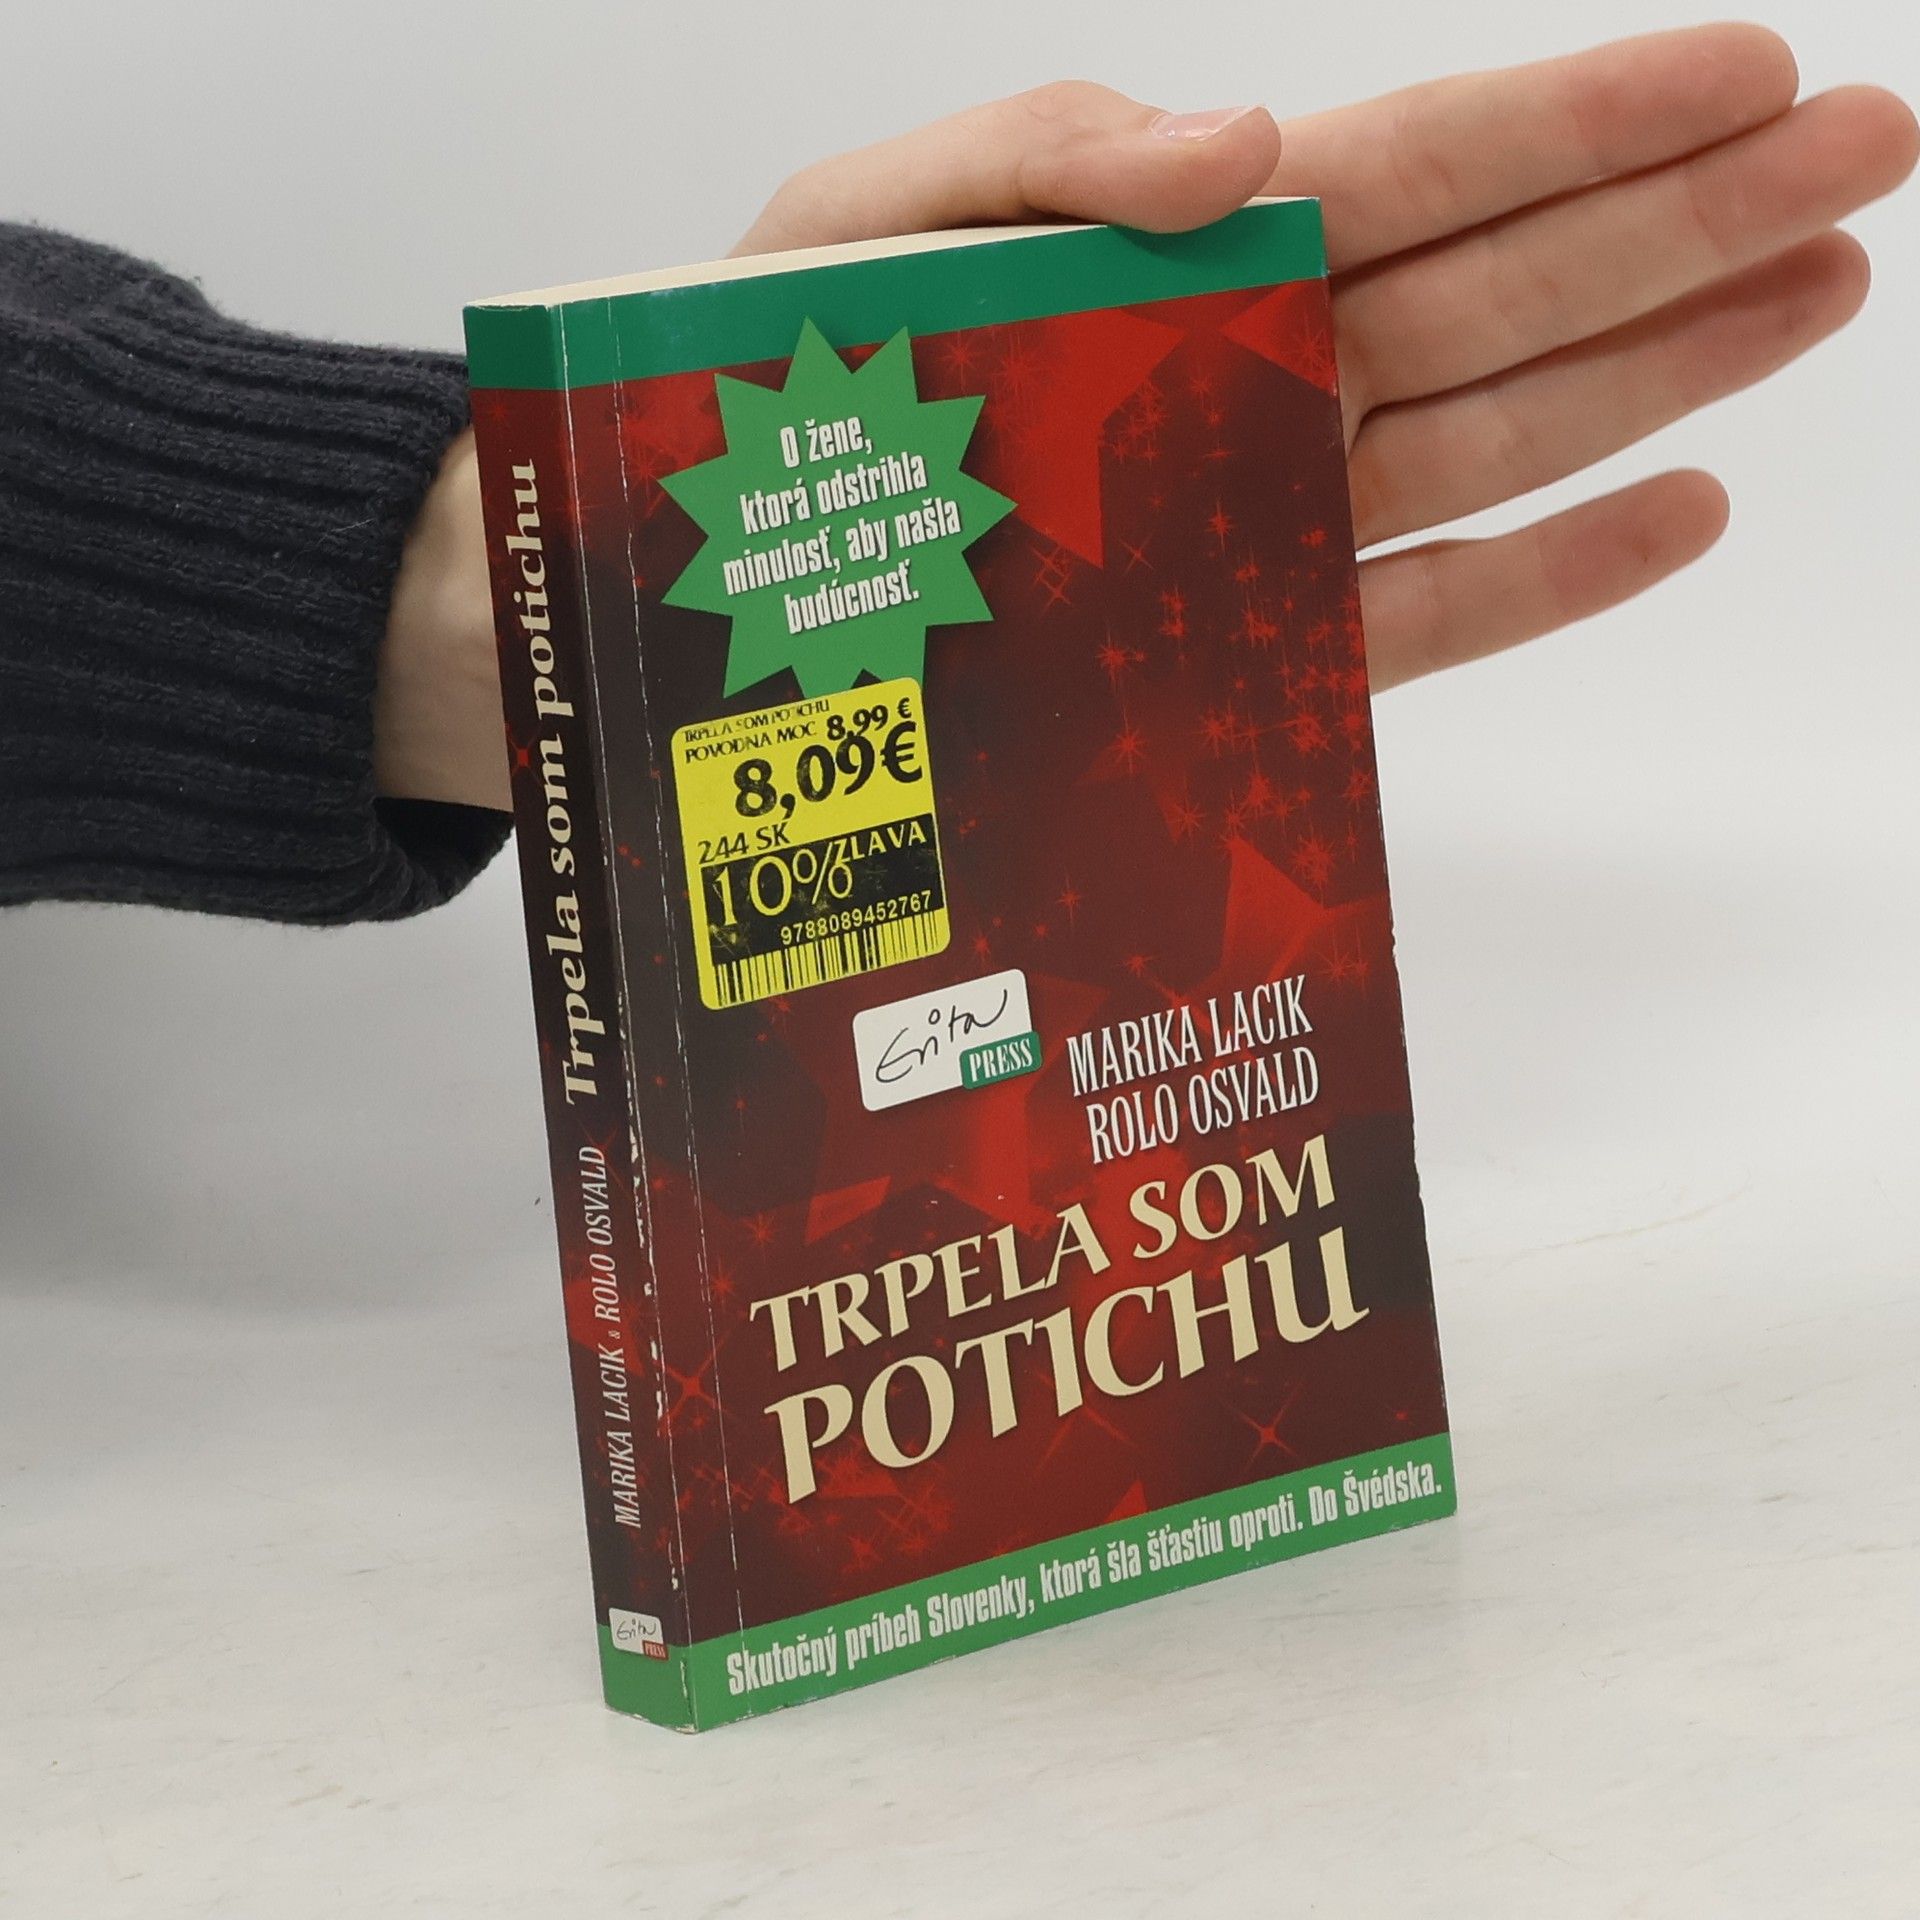 O žene,
ktorá odstrihla
minulosť, aby našla
budúcnosť.
TRPELA SOM POTICHU
POVODNA MOC 8,99 €
8,09€
244 SK
10% ZLAVA
9788089452767
Evita
PRESS
MARIKA LACIK
ROLO OSVALD
TRPELA SOM
POTICHU
Skutočný príbeh Slovenky, ktorá šla šťastiu oproti. Do Švédska.
MARIKA LACIK & ROLO OSVALD Trpela som potichu
Evita
PRESS